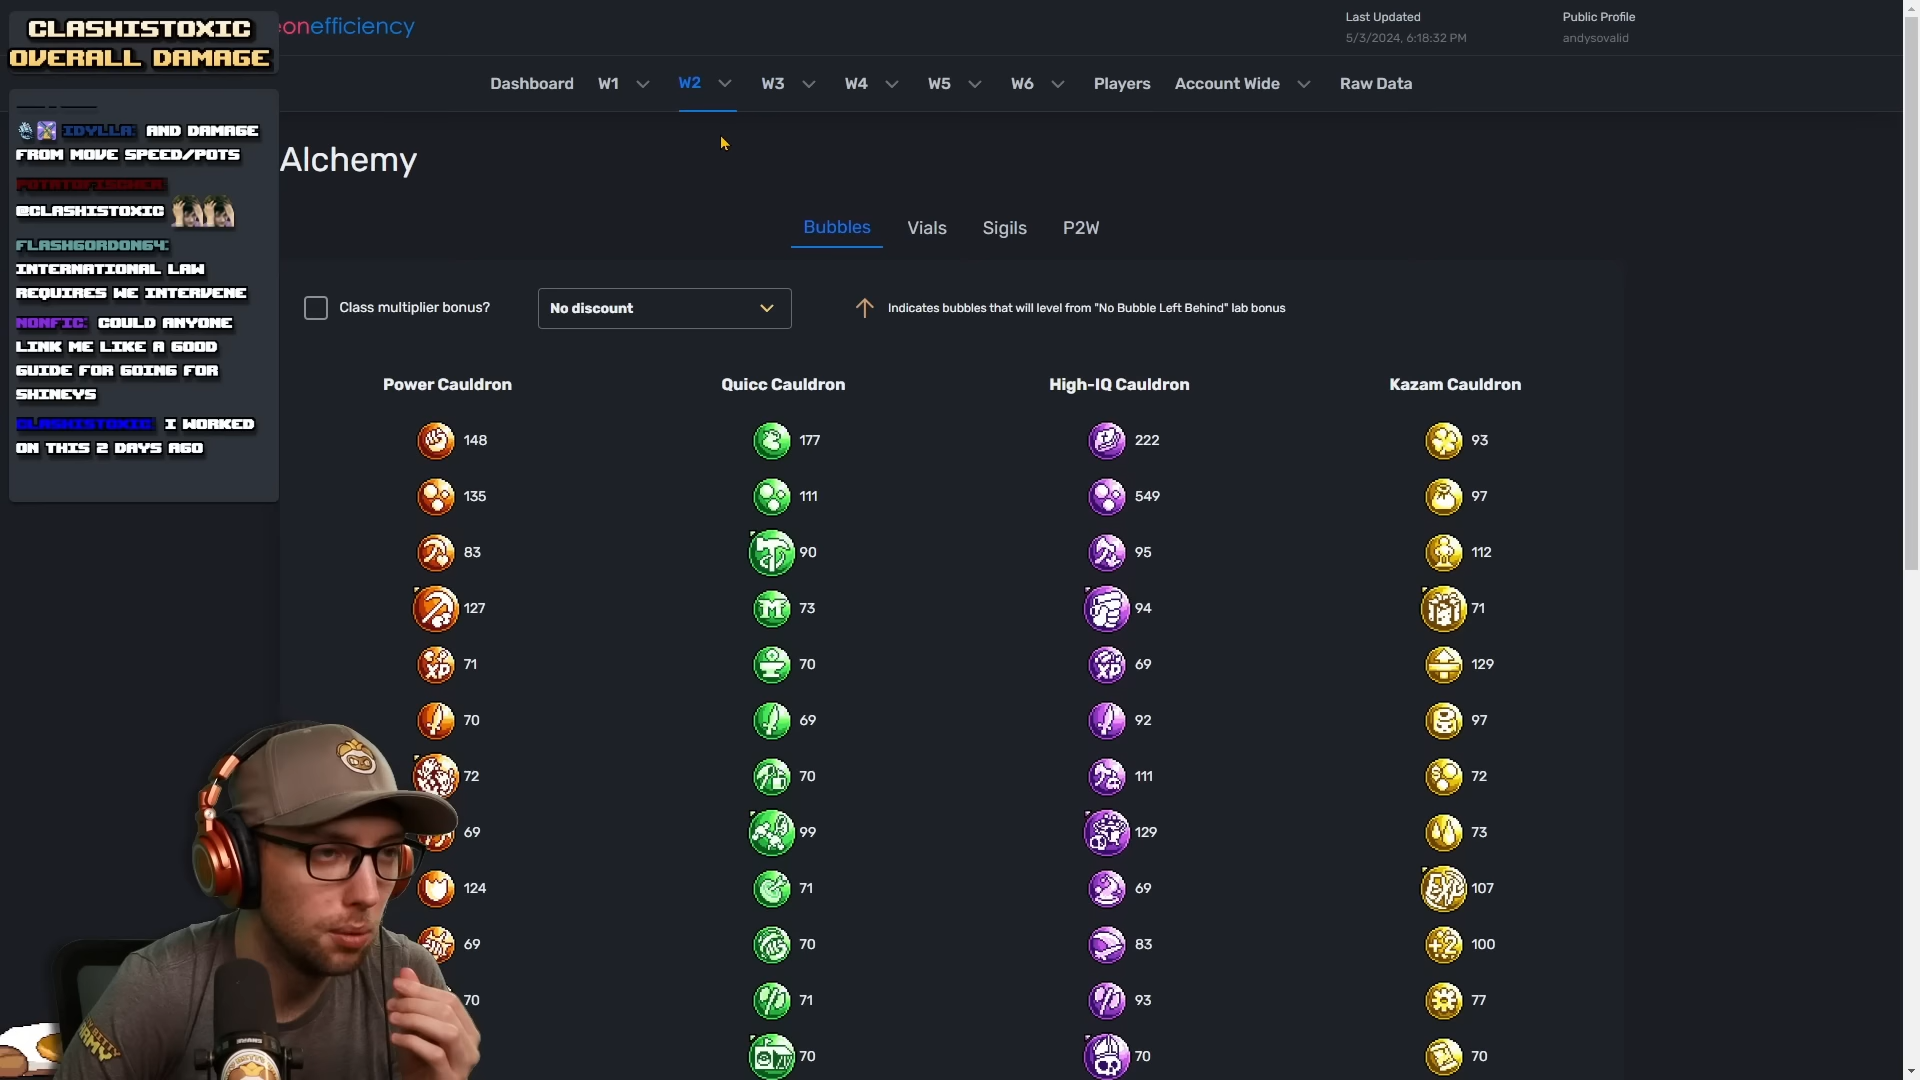 CLASHISTOXIC
OVERALL DAMAGE
onefficiency
Last Updated
5/3/2024, 6:18:32 PM
Public Profile
andysovalid
Dashboard W1 W2 W3 W4 W5 W6 Players Account Wide Raw Data
IDYLLA: AND DAMAGE
FROM MOVE SPEED/POTS
POTATOFISCHER:
@CLASHISTOXIC
FLASHGORDON64:
INTERNATIONAL LAW
REQUIRES WE INTERVENE
NONFIC: COULD ANYONE
LINK ME LIKE A GOOD
GUIDE FOR GOING FOR
SHINEYS
CLASHISTOXIC: I WORKED
ON THIS 2 DAYS AGO
Alchemy
Bubbles Vials Sigils P2W
Class multiplier bonus?
No discount
Indicates bubbles that will level from "No Bubble Left Behind" lab bonus
Power Cauldron Quicc Cauldron High-IQ Cauldron Kazam Cauldron
148 177 222 93
135 111 549 97
83 90 95 112
127 73 94 71
XP 71 70 XP 69 129
70 69 92 97
72 70 111 72
69 99 129 73
124 71 69 EXP 107
69 70 83 +2 100
70 71 93 77
70 70 70